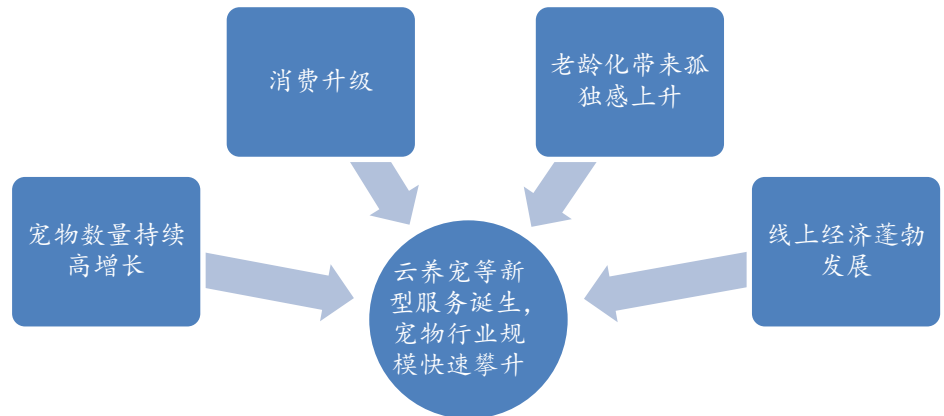 消费升级
老龄化带来孤
独感上升
宠物数量持续
高增长
线上经济蓬勃
发展
云养宠等新
型服务诞生，
宠物行业规
模快速攀升